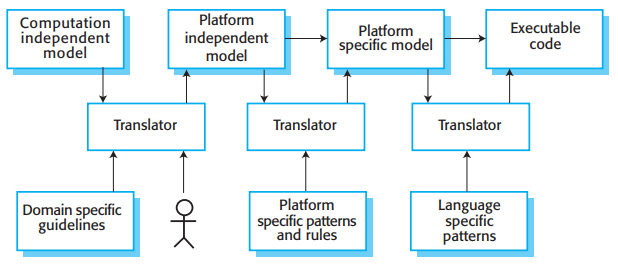 Computation
independent
model
Platform
independent
model
Platform
specific model
Executable
code
Translator
Translator
Translator
Domain specific
guidelines
Platform
specific patterns
and rules
Language
specific
patterns